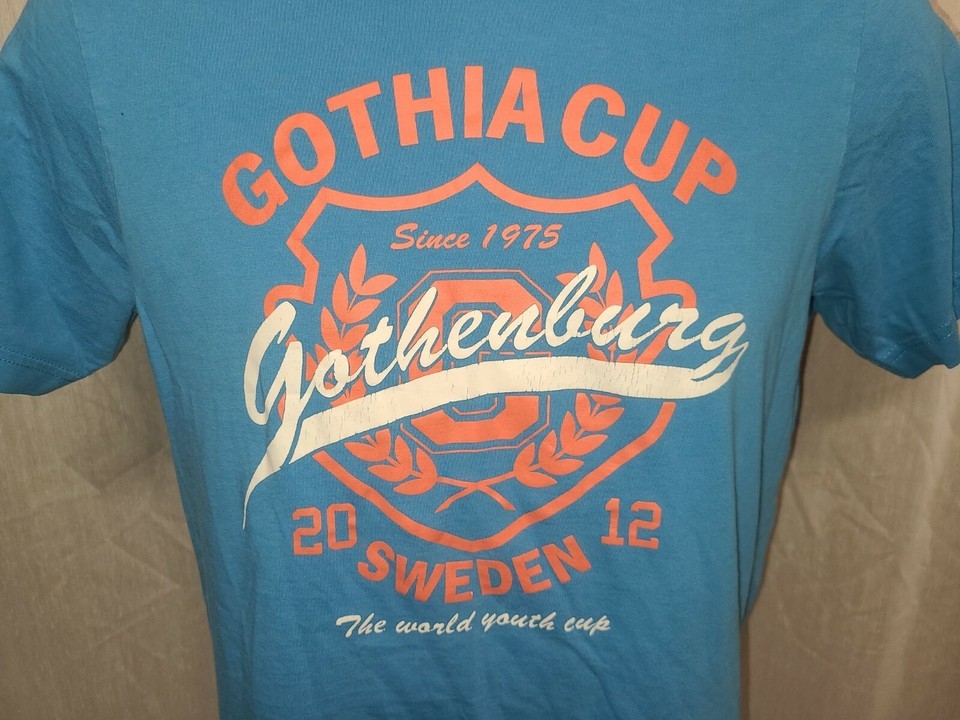 GOTHIA CUP
Since 1975
G
Gothenburg
20 12
SWEDEN
The world youth cup